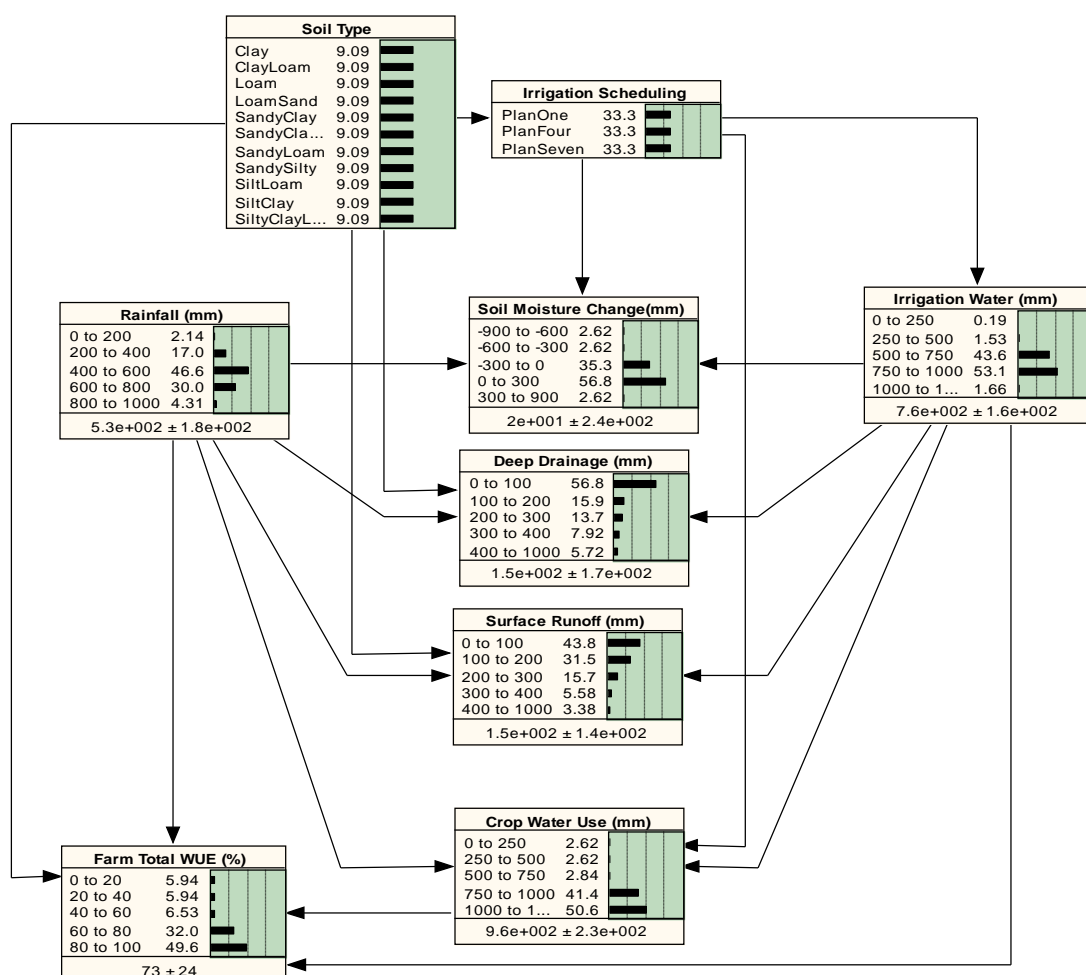 Soil Type
Clay 9.09
ClayLoam 9.09
Loam 9.09
LoamSand 9.09
SandyClay 9.09
SandyCla... 9.09
SandyLoam 9.09
SandySilty 9.09
SiltLoam 9.09
SiltClay 9.09
SiltyClayL... 9.09
Irrigation Scheduling
PlanOne 33.3
PlanFour 33.3
PlanSeven 33.3
Rainfall (mm)
0 to 200 2.14
200 to 400 17.0
400 to 600 46.6
600 to 800 30.0
800 to 1000 4.31
5.3e+002 ± 1.8e+002
Soil Moisture Change(mm)
-900 to -600 2.62
-600 to -300 2.62
-300 to 0 35.3
0 to 300 56.8
300 to 900 2.62
2e+001 ± 2.4e+002
Irrigation Water (mm)
0 to 250 0.19
250 to 500 1.53
500 to 750 43.6
750 to 1000 53.1
1000 to 1... 1.66
7.6e+002 ± 1.6e+002
Deep Drainage (mm)
0 to 100 56.8
100 to 200 15.9
200 to 300 13.7
300 to 400 7.92
400 to 1000 5.72
1.5e+002 ± 1.7e+002
Surface Runoff (mm)
0 to 100 43.8
100 to 200 31.5
200 to 300 15.7
300 to 400 5.58
400 to 1000 3.38
1.5e+002 ± 1.4e+002
Crop Water Use (mm)
0 to 250 2.62
250 to 500 2.62
500 to 750 2.84
750 to 1000 41.4
1000 to 1... 50.6
9.6e+002 ± 2.3e+002
Farm Total WUE (%)
0 to 20 5.94
20 to 40 5.94
40 to 60 6.53
60 to 80 32.0
80 to 100 49.6
73 ± 24